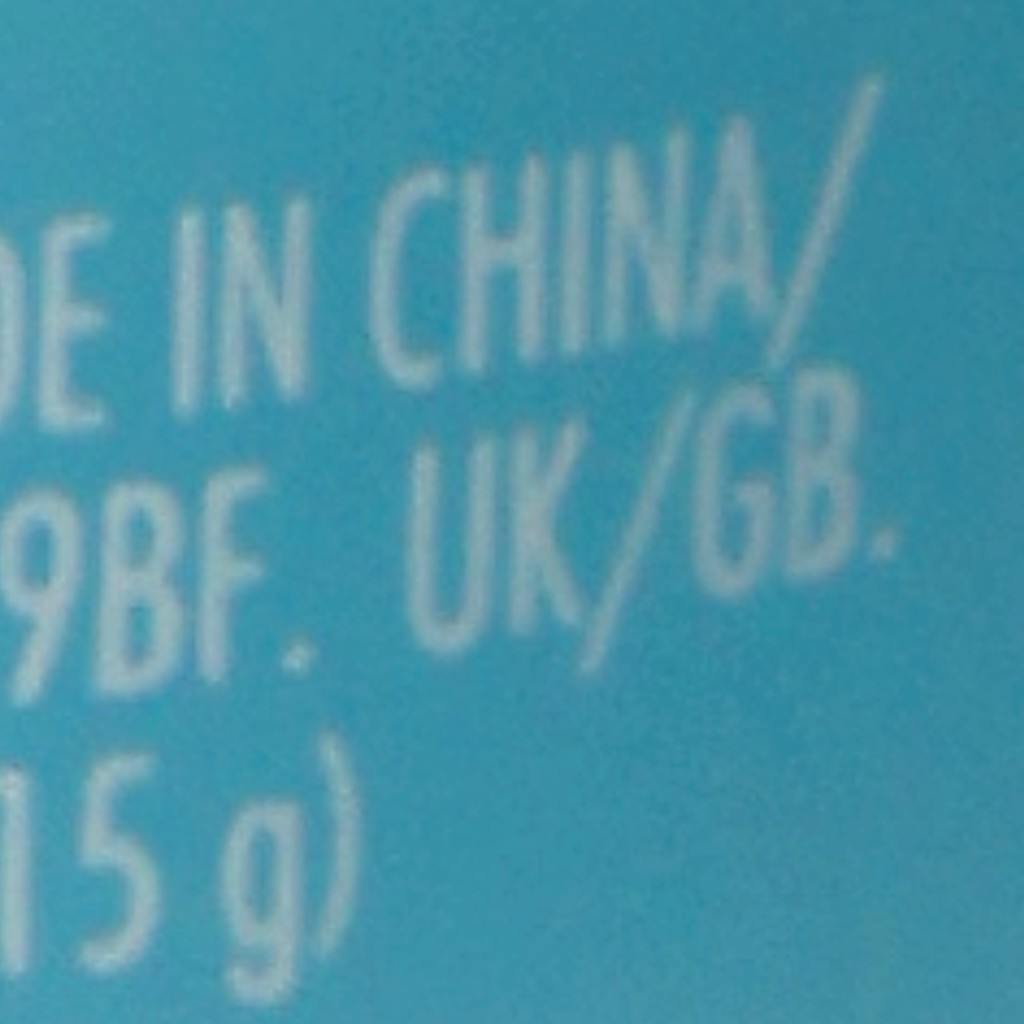 DE IN CHINA/
9BF. UK/GB.
15 g)